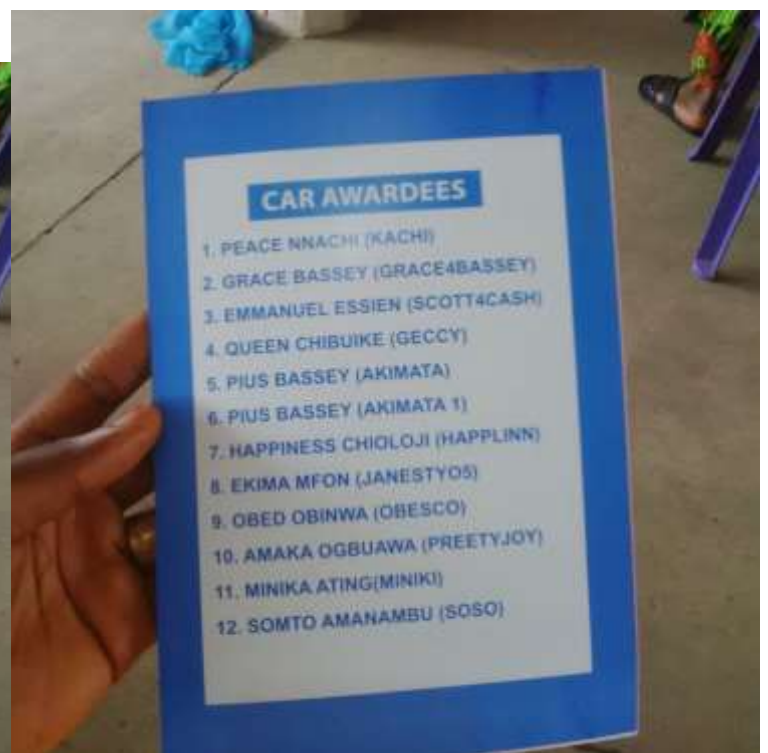 CAR AWARDEES
1. PEACE NNACHI (KACHI)
2. GRACE BASSEY (GRACE4BASSEY)
3. EMMANUEL ESSIEN (SCOTT4CASH)
4. QUEEN CHIBUIKE (GECCY)
5. PIUS BASSEY (AKIMATA)
6. PIUS BASSEY (AKIMATA 1)
7. HAPPINESS CHIOLOJI (HAPPLINN)
8. EKIMA MFON (JANESTYO5)
9. OBED OBINWA (OBESCO)
10. AMAKA OGBUAWA (PREETYJOY)
11. MINIKA ATING(MINIKI)
12. SOMTO AMANAMBU (SOSO)